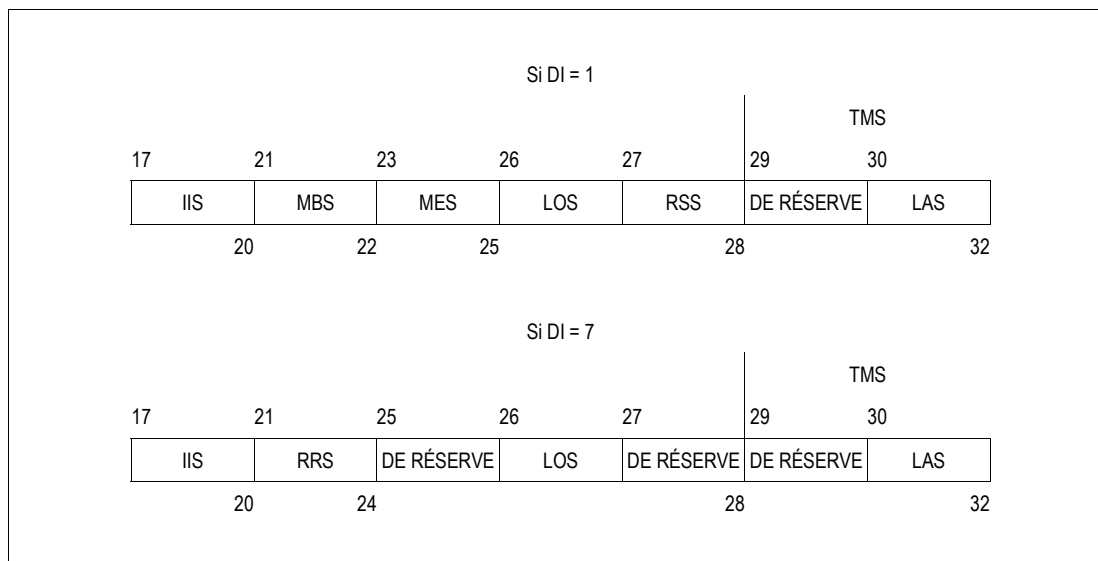 Si DI = 1
TMS
17 21 23 26 27 29 30
IIS MBS MES LOS RSS DE RÉSERVE LAS
20 22 25 28 32
Si DI = 7
TMS
17 21 25 26 27 29 30
IIS RRS DE RÉSERVE LOS DE RÉSERVE DE RÉSERVE LAS
20 24 28 32